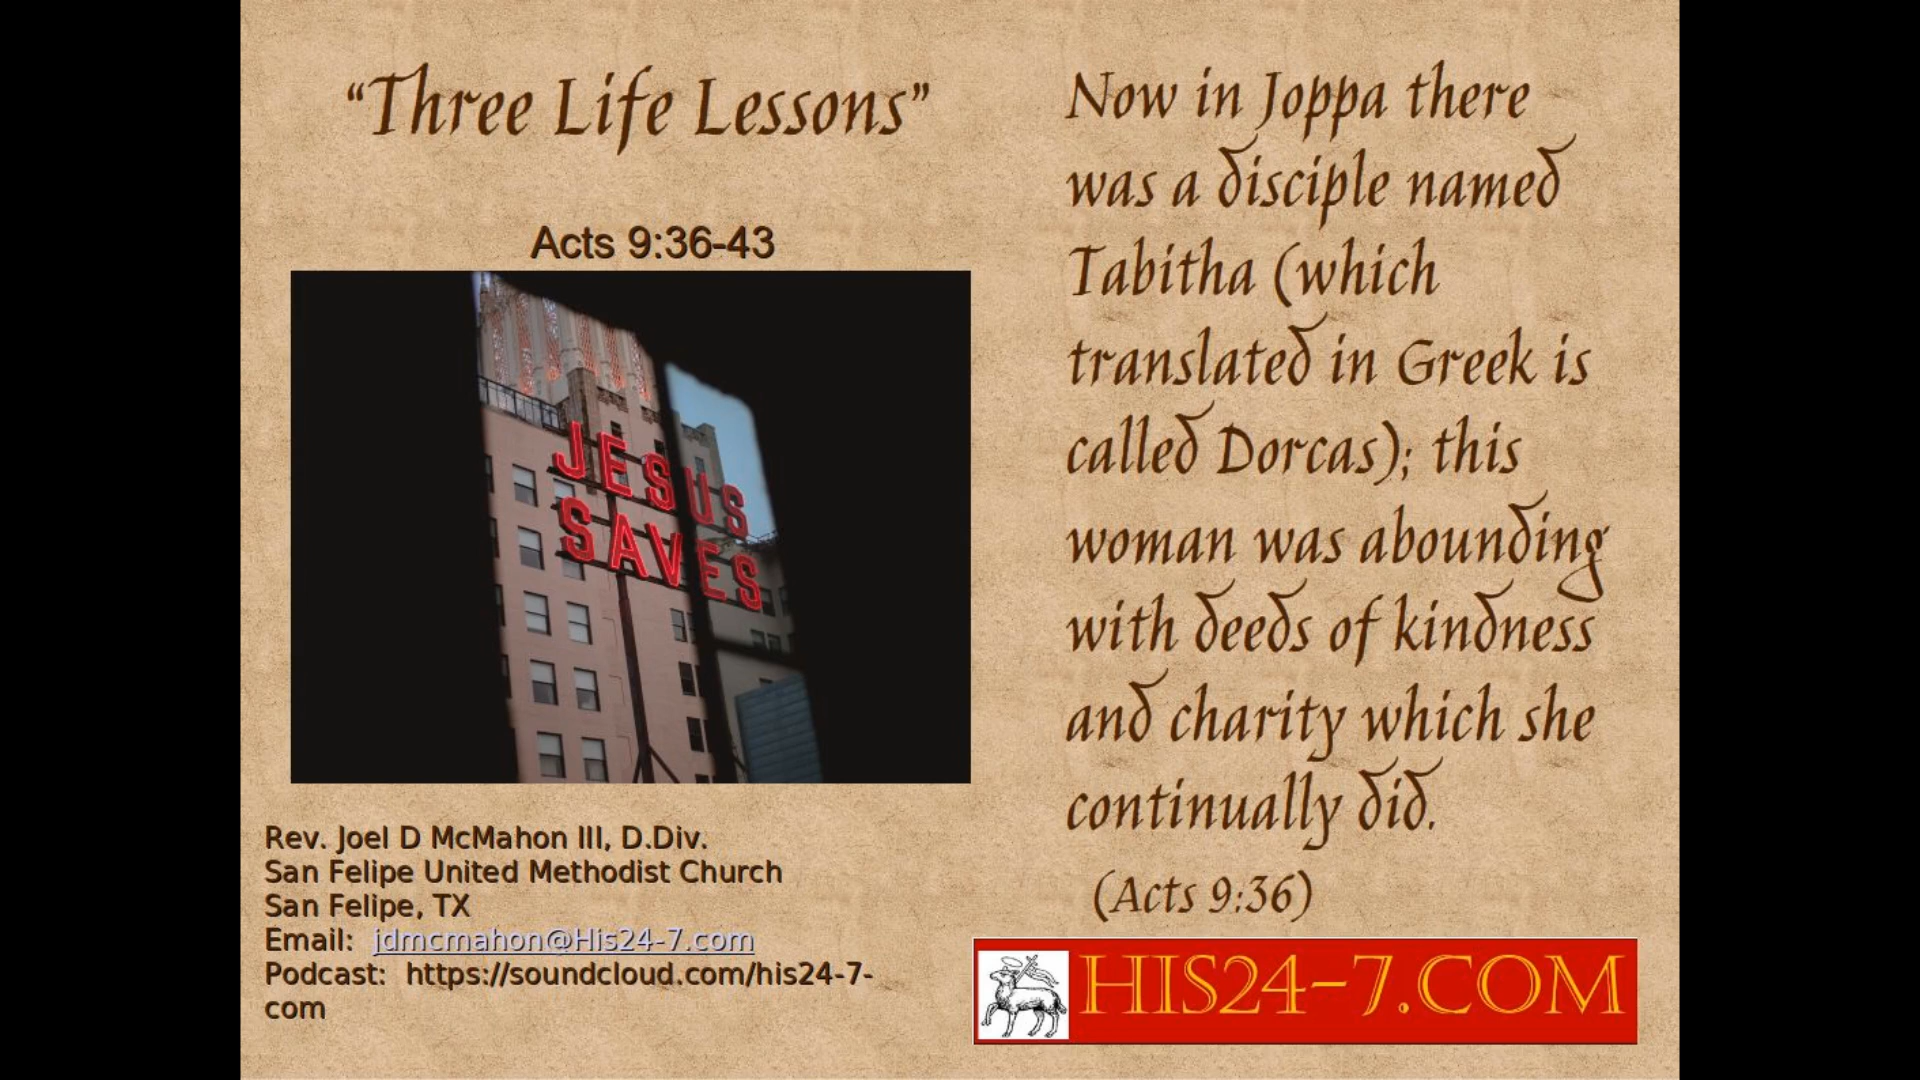 “Three Life Lessons”
Acts 9:36-43
JESUS
SAVES
Rev. Joel D McMahon III, D.Div.
San Felipe United Methodist Church
San Felipe, TX
Email: jdmcmahon@His24-7.com
Podcast: https://soundcloud.com/his24-7-
com
Now in Joppa there
was a disciple named
Tabitha (which
translated in Greek is
called Dorcas); this
woman was abounding
with deeds of kindness
and charity which she
continually did.
(Acts 9:36)
HIS24-7.COM